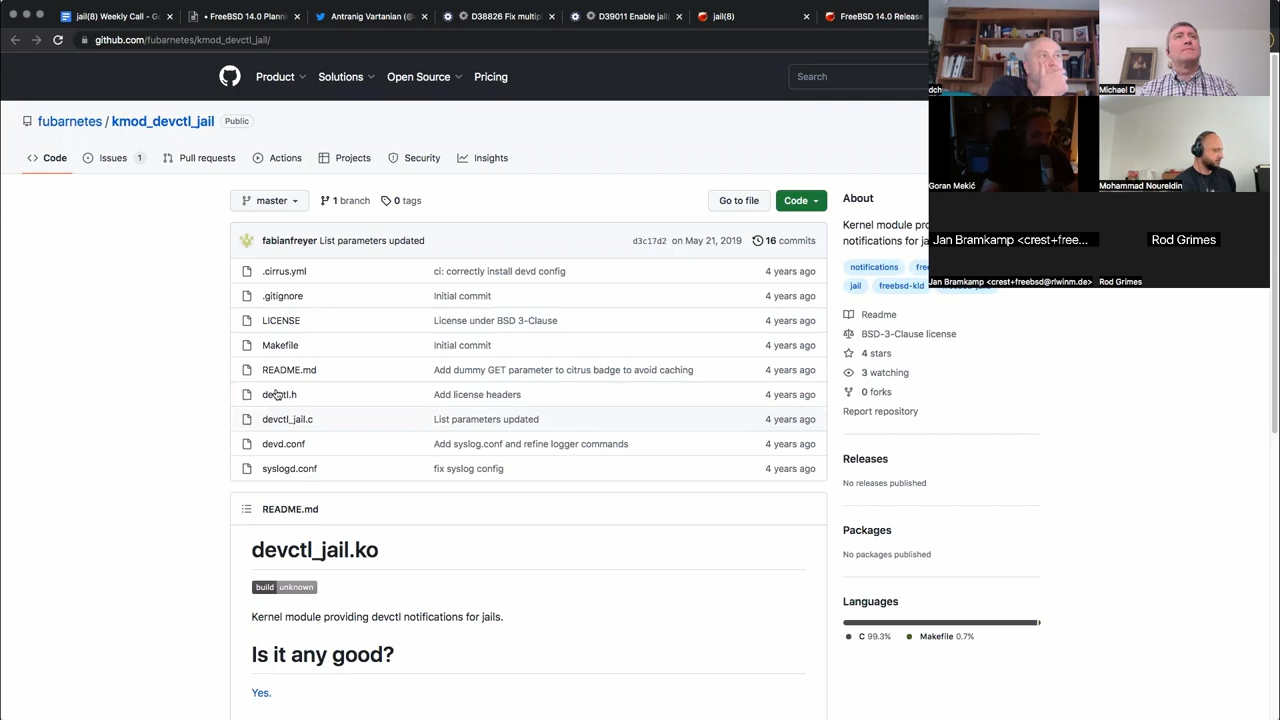 jail(8) Weekly Call - G
• FreeBSD 4.0 Planni
Antranig Vartanian (@
D38826 Fix multip
D39011 Enable jail
jail(8)
FreeBSD 14.0 Release
github.com/fubarnetes/kmod_devctl_jail/
Product
Solutions
Open Source
Pricing
Search
dch
Michael D
Goran Mekić
Mohammad Noureldin
Jan Bramkamp <crest+free...
Rod Grimes
Jan Bramkamp <crest+freebsd@rlwinm.de>
Rod Grimes
fubarnetes / kmod_devctl_jail
Public
Code
Issues 1
Pull requests
Actions
Projects
Security
Insights
master
1 branch
0 tags
Go to file
Code
fabianfreyer List parameters updated
d3c17d2 on May 21, 2019
16 commits
.cirrus.yml ci: correctly install devd config 4 years ago
.gitignore Initial commit 4 years ago
LICENSE License under BSD 3-Clause 4 years ago
Makefile Initial commit 4 years ago
README.md Add dummy GET parameter to citrus badge to avoid caching 4 years ago
devctl.h Add license headers 4 years ago
devctl_jail.c List parameters updated 4 years ago
devd.conf Add syslog.conf and refine logger commands 4 years ago
syslogd.conf fix syslog config 4 years ago
README.md
devctl_jail.ko
build unknown
Kernel module providing devctl notifications for jails.
Is it any good?
Yes.
About
Kernel module pro
notifications for ja
notifications
free
jail
freebsd-kld
Readme
BSD-3-Clause license
4 stars
3 watching
0 forks
Report repository
Releases
No releases published
Packages
No packages published
Languages
C 99.3%
Makefile 0.7%